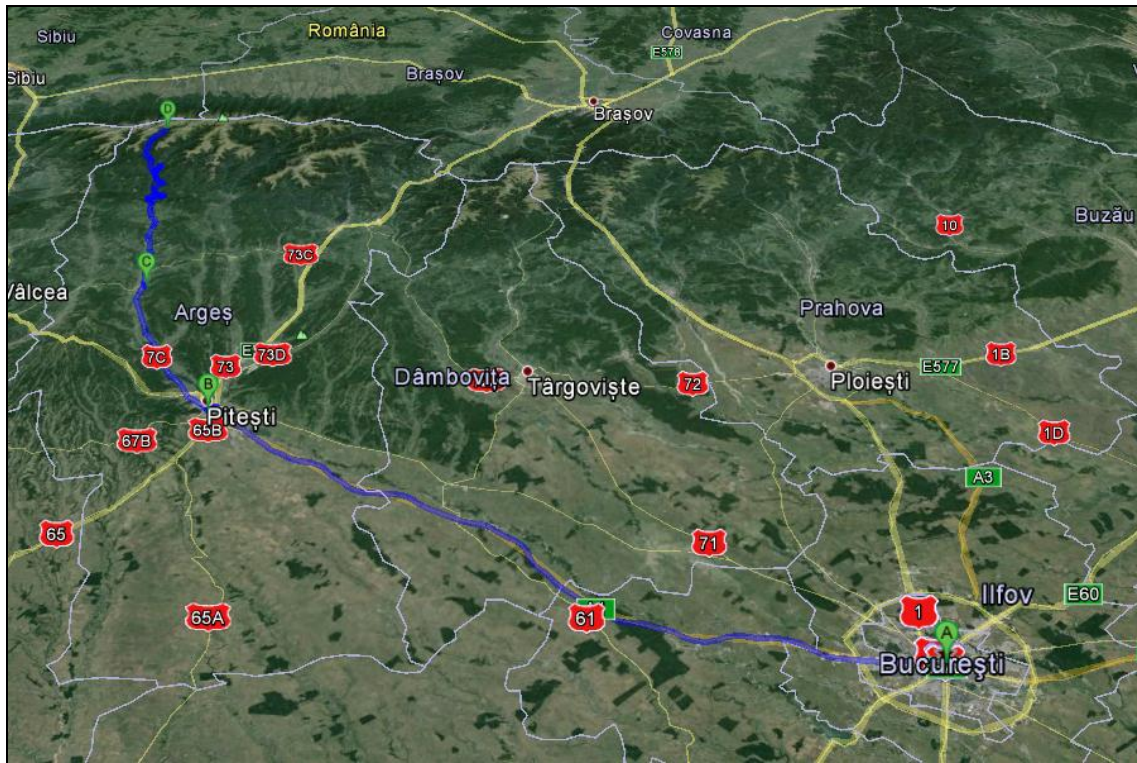 Sibiu
România
Covasna
E578
Sibiu
Brașov
Brașov
D
10
Buzău
73C
C
Vâlcea
Argeș
Prahova
7C
73
73D
1B
E577
B
Dâmbovița
Târgoviște
72
Ploiești
Pitești
65B
67B
1D
A3
65
71
Ilfov
E60
65A
61
1
A
București